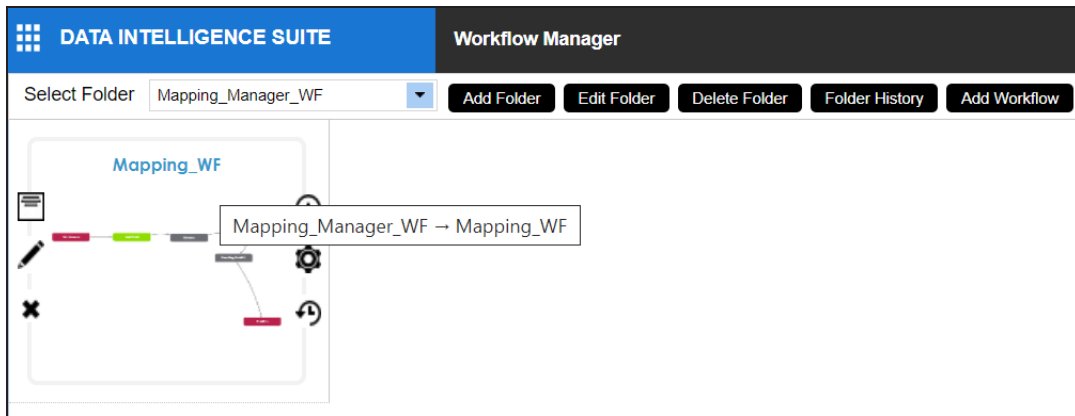 DATA INTELLIGENCE SUITE
Workflow Manager
Select Folder
Mapping_Manager_WF
Add Folder
Edit Folder
Delete Folder
Folder History
Add Workflow
Mapping_WF
Mapping_Manager_WF → Mapping_WF